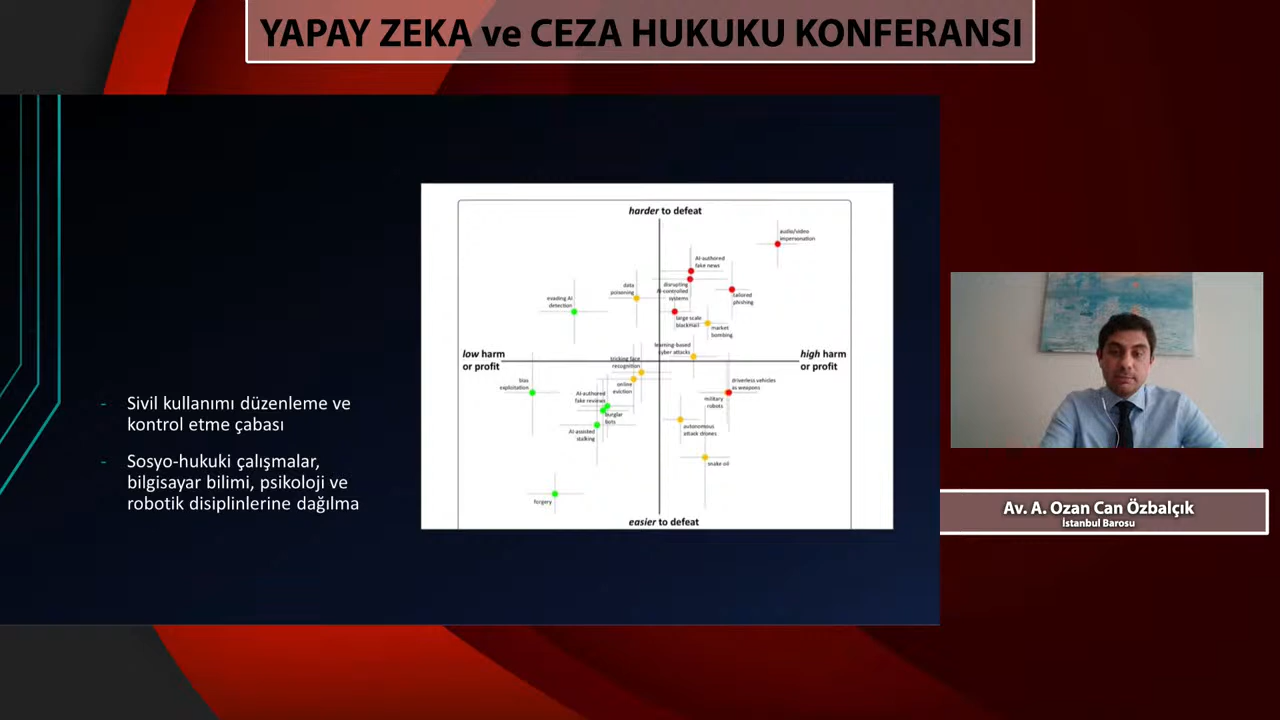 YAPAY ZEKA ve CEZA HUKUKU KONFERANSI
- Sivil kullanımı düzenleme ve
kontrol etme çabası
- Sosyo-hukuki çalışmalar,
bilgisayar bilimi, psikoloji ve
robotik disiplinlerine dağılma
harder to defeat
audio/video
impersonation
AI-authored
fake news
disrupting
AI-controlled
systems
data
poisoning
evading AI
detection
tailored
phishing
large scale
blackmail
market
bombing
learning-based
cyber attacks
low harm
or profit
high harm
or profit
tricking face
recognition
bias
exploitation
online
eviction
driverless vehicles
as weapons
AI-authored
fake reviews
military
robots
burglar
bots
AI-assisted
stalking
autonomous
attack drones
snake oil
forgery
easier to defeat
Av. A. Ozan Can Özbalçık
İstanbul Barosu